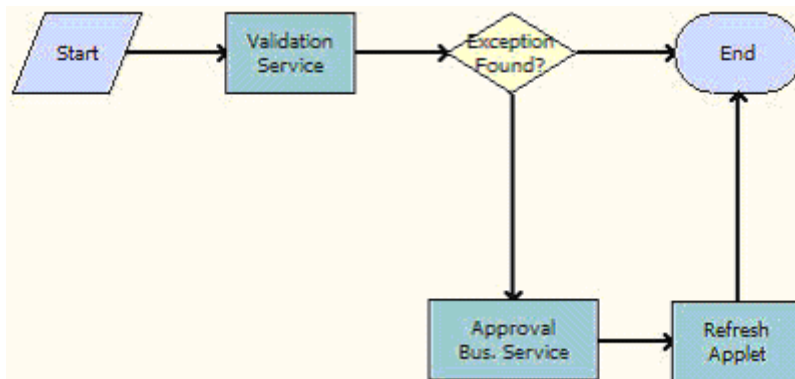 Start
Validation
Service
Exception
Found?
End
Approval
Bus. Service
Refresh
Applet